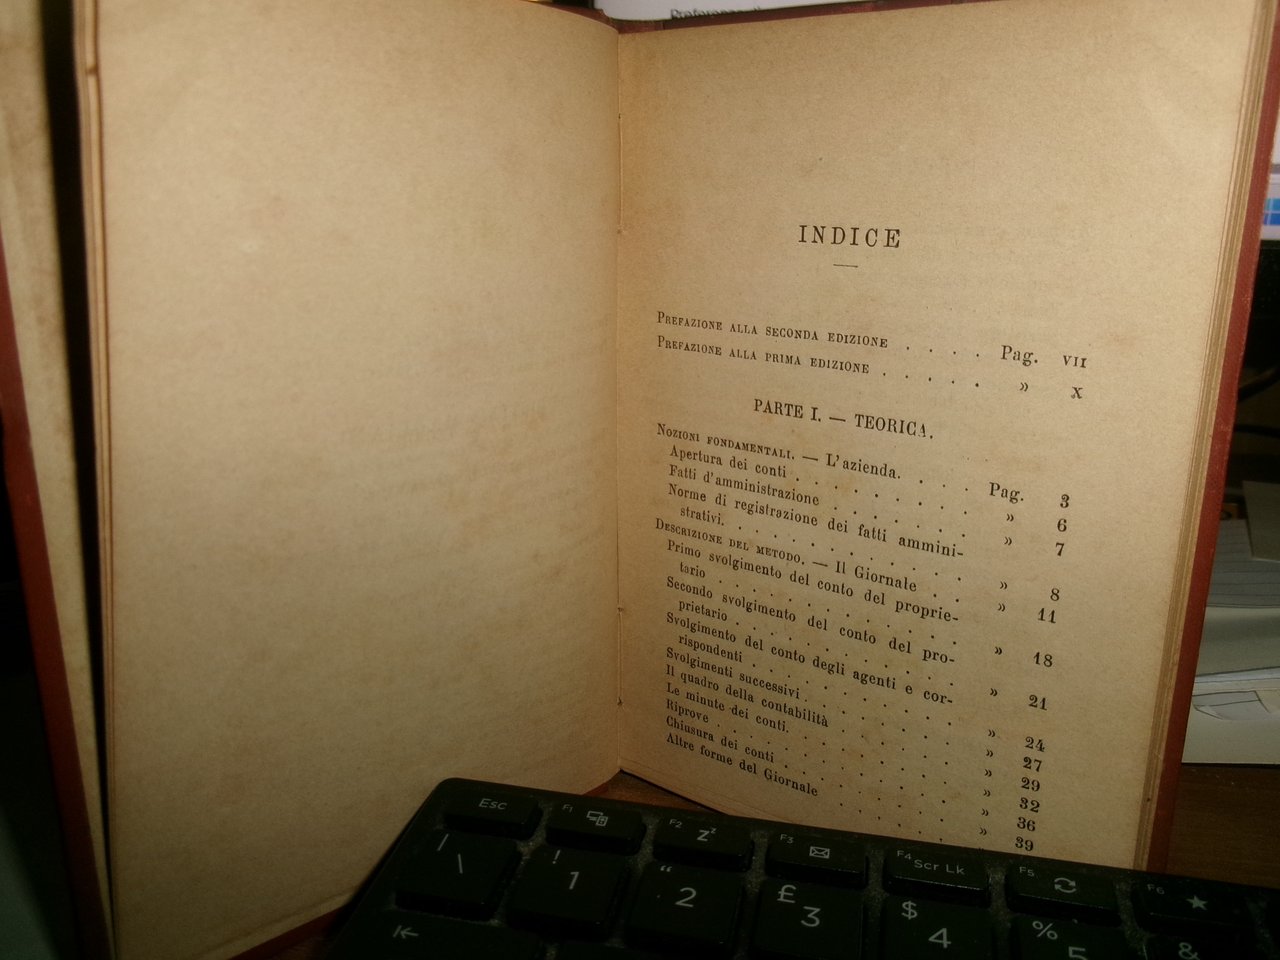 INDICE
PREFAZIONE ALLA SECONDA EDIZIONE . . . . Pag. VII
PREFAZIONE ALLA PRIMA EDIZIONE . . . . . » X
PARTE I. — TEORICA.
NOZIONI FONDAMENTALI. — L'azienda. . . . . Pag. 3
Apertura dei conti . . . . . . . . . » 6
Fatti d'amministrazione . . . . . . . » 7
Norme di registrazione dei fatti ammini-
strativi. . . . . . . . . . . . » 8
DESCRIZIONE DEL METODO. — Il Giornale . . » 11
Primo svolgimento del conto del proprie-
tario . . . . . . . . . . . . » 18
Secondo svolgimento del conto del pro-
prietario . . . . . . . . . . . » 21
Svolgimento del conto degli agenti e cor-
rispondenti . . . . . . . . . . » 24
Svolgimenti successivi . . . . . . . . » 27
Il quadro della contabilità . . . . . . » 29
Le minute dei conti. . . . . . . . . » 32
Riprove . . . . . . . . . . . . » 36
Chiusura dei conti . . . . . . . . . » 39
Altre forme del Giornale . . . . . .
Esc F1 F2 zz F3 F4 Scr Lk F5 F6
| \ ! 1 “ 2 £ 3 $ 4 % 5 &